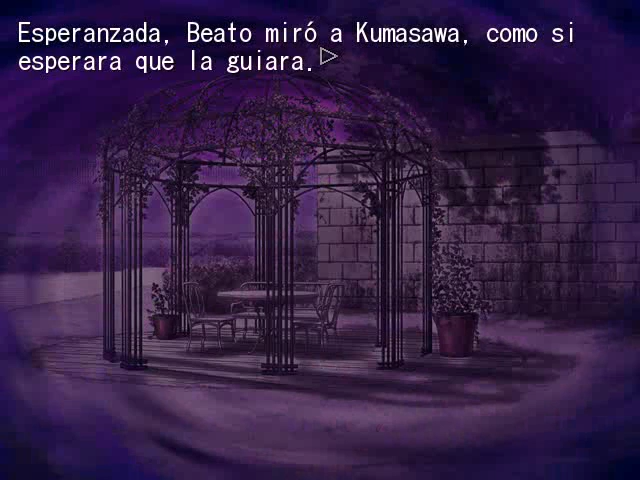 Esperanzada, Beato miró a Kumasawa, como si
esperara que la guiara.